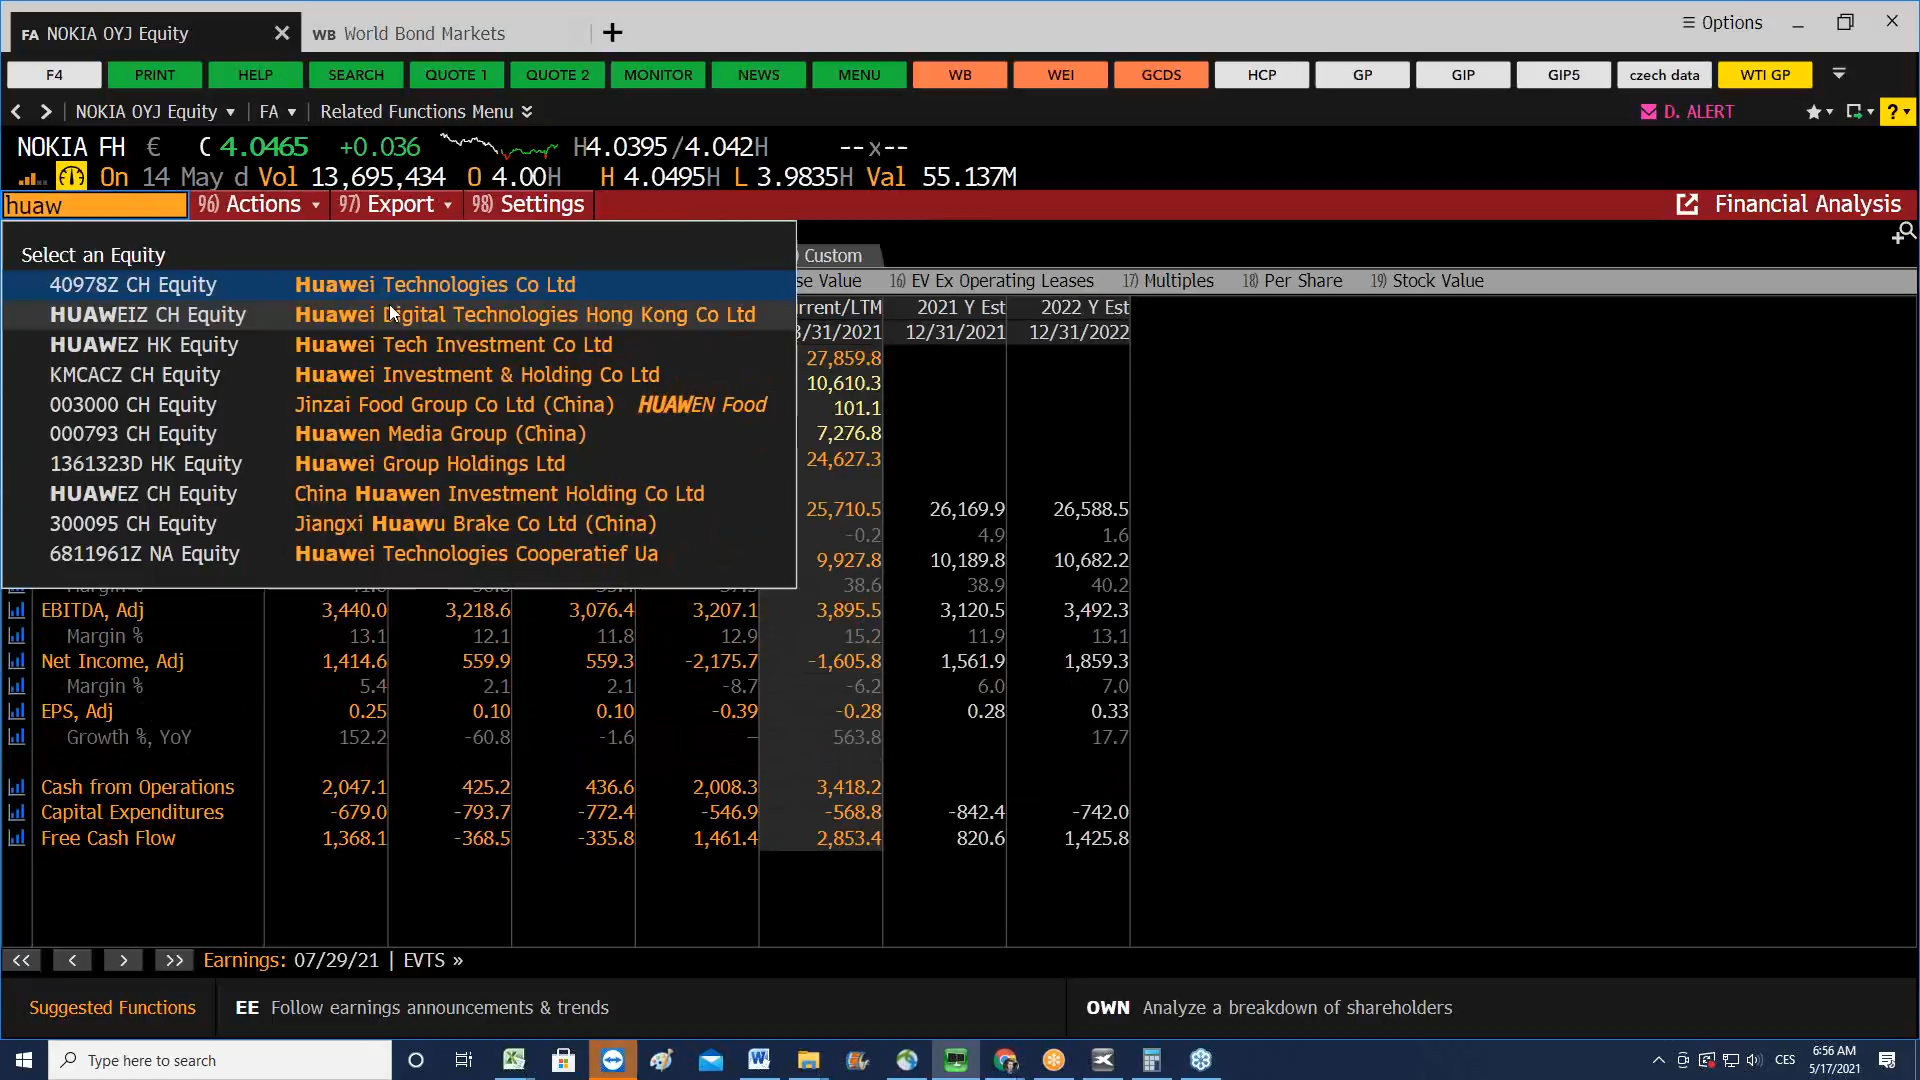 FA NOKIA OYJ Equity
WB World Bond Markets
Options
F4 PRINT HELP SEARCH QUOTE 1 QUOTE 2 MONITOR NEWS MENU WB WEI GCDS HCP GP GIP GIP5 czech data WTI GP
NOKIA OYJ Equity FA Related Functions Menu D. ALERT ?
NOKIA FH € C 4.0465 +0.036 H4.0395/4.042H --x--
On 14 May d Vol 13,695,434 O 4.00H H 4.0495H L 3.9835H Val 55.137M
huaw 96) Actions 97) Export 98) Settings Financial Analysis
Select an Equity
40978Z CH Equity Huawei Technologies Co Ltd
HUAWEIZ CH Equity Huawei Digital Technologies Hong Kong Co Ltd
HUAWEZ HK Equity Huawei Tech Investment Co Ltd
KMCACZ CH Equity Huawei Investment & Holding Co Ltd
003000 CH Equity Jinzai Food Group Co Ltd (China) HUAWEN Food
000793 CH Equity Huawen Media Group (China)
1361323D HK Equity Huawei Group Holdings Ltd
HUAWEZ CH Equity China Huawen Investment Holding Co Ltd
300095 CH Equity Jiangxi Huawu Brake Co Ltd (China)
6811961Z NA Equity Huawei Technologies Cooperatief Ua
Custom
se Value 16) EV Ex Operating Leases 17) Multiples 18) Per Share 19) Stock Value
rrent/LTM 2021 Y Est 2022 Y Est
3/31/2021 12/31/2021 12/31/2022
27,859.8
10,610.3
101.1
7,276.8
24,627.3
25,710.5 26,169.9 26,588.5
-0.2 4.9 1.6
9,927.8 10,189.8 10,682.2
38.6 38.9 40.2
EBITDA, Adj 3,440.0 3,218.6 3,076.4 3,207.1 3,895.5 3,120.5 3,492.3
Margin % 13.1 12.1 11.8 12.9 15.2 11.9 13.1
Net Income, Adj 1,414.6 559.9 559.3 -2,175.7 -1,605.8 1,561.9 1,859.3
Margin % 5.4 2.1 2.1 -8.7 -6.2 6.0 7.0
EPS, Adj 0.25 0.10 0.10 -0.39 -0.28 0.28 0.33
Growth %, YoY 152.2 -60.8 -1.6 — 563.8 17.7
Cash from Operations 2,047.1 425.2 436.6 2,008.3 3,418.2
Capital Expenditures -679.0 -793.7 -772.4 -546.9 -568.8 -842.4 -742.0
Free Cash Flow 1,368.1 -368.5 -335.8 1,461.4 2,853.4 820.6 1,425.8
<< < > >> Earnings: 07/29/21 | EVTS »
Suggested Functions EE Follow earnings announcements & trends OWN Analyze a breakdown of shareholders
Type here to search
CES
6:56 AM
5/17/2021